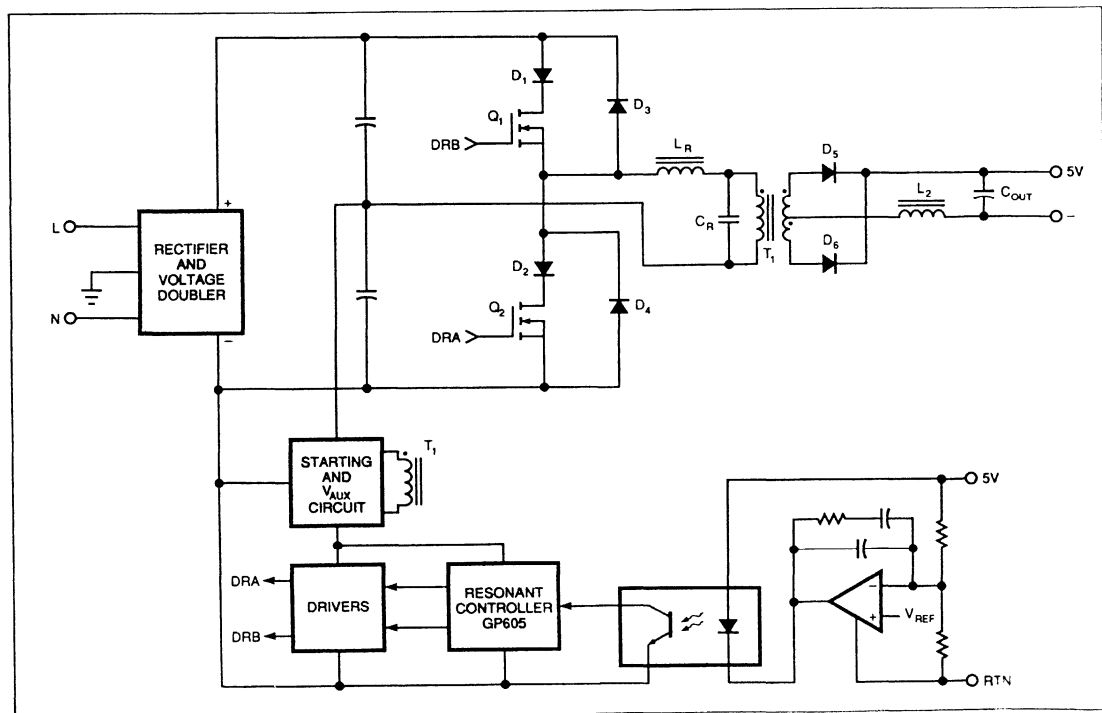 D1
Q1
DRB
D3
LR
D5
5V
L2
COUT
−
CR
T1
D6
+
L
RECTIFIER
AND
VOLTAGE
DOUBLER
N
−
D2
Q2
DRA
D4
STARTING
AND
VAUX
CIRCUIT
T1
5V
DRA
DRB
DRIVERS
RESONANT
CONTROLLER
GP605
−
+
VREF
RTN